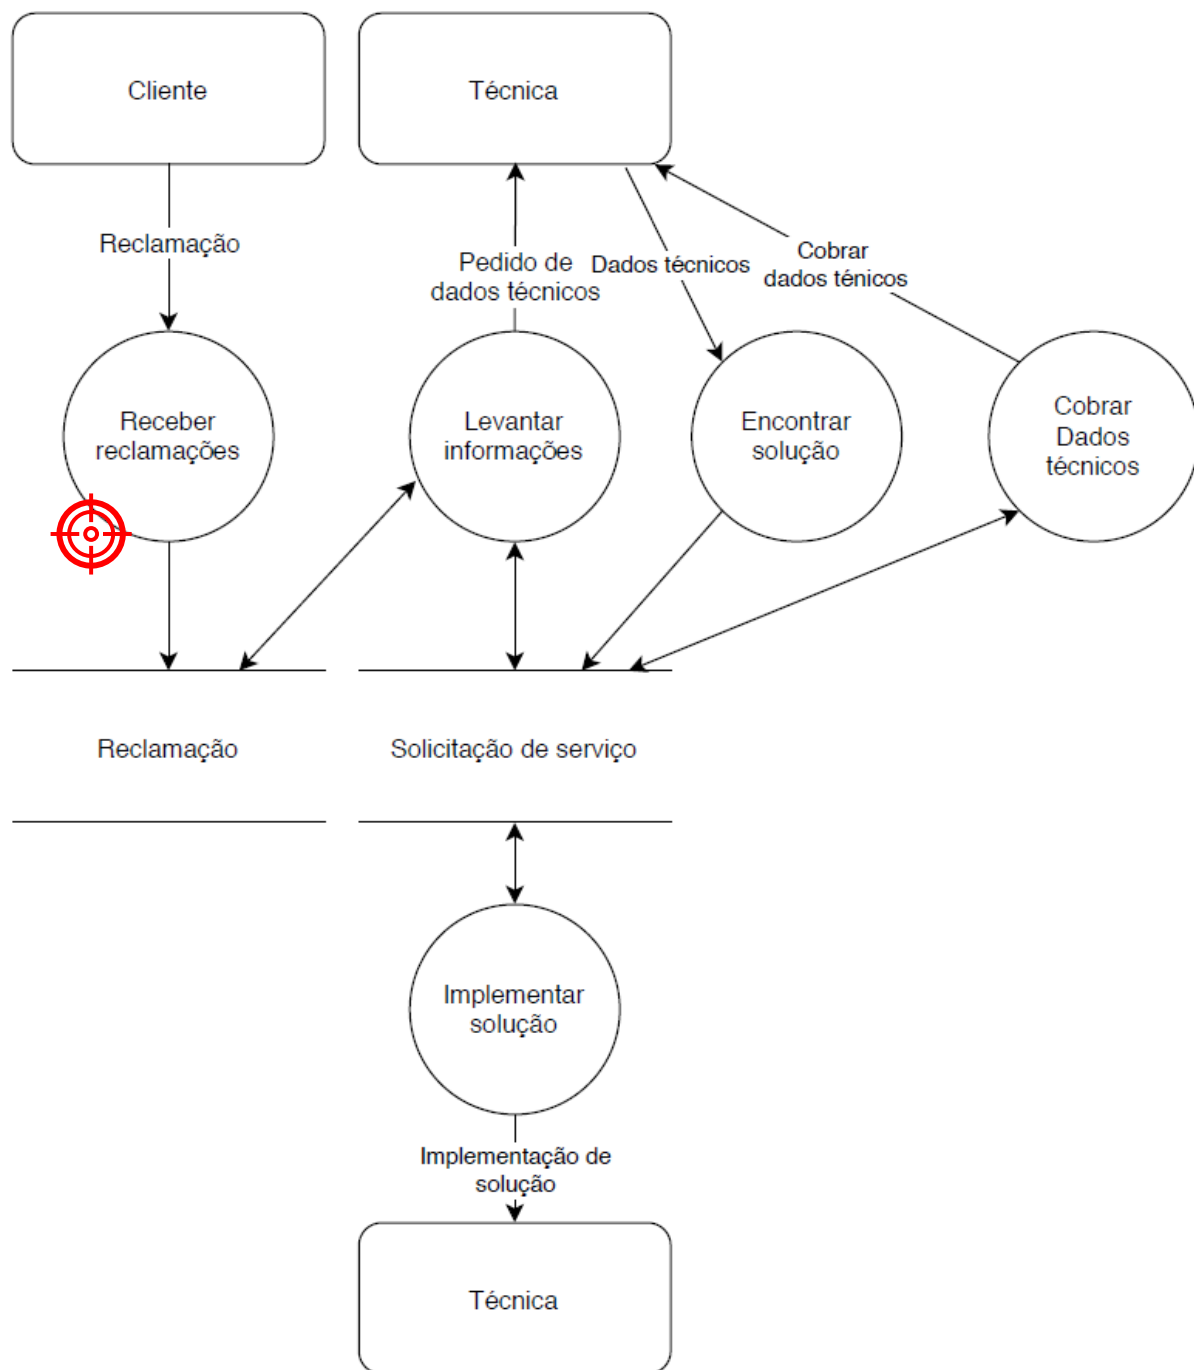 Cliente
Técnica
Reclamação
Pedido de
dados técnicos
Dados técnicos
Cobrar
dados ténicos
Receber
reclamações
Levantar
informações
Encontrar
solução
Cobrar
Dados
técnicos
Reclamação
Solicitação de serviço
Implementar
solução
Implementação de
solução
Técnica